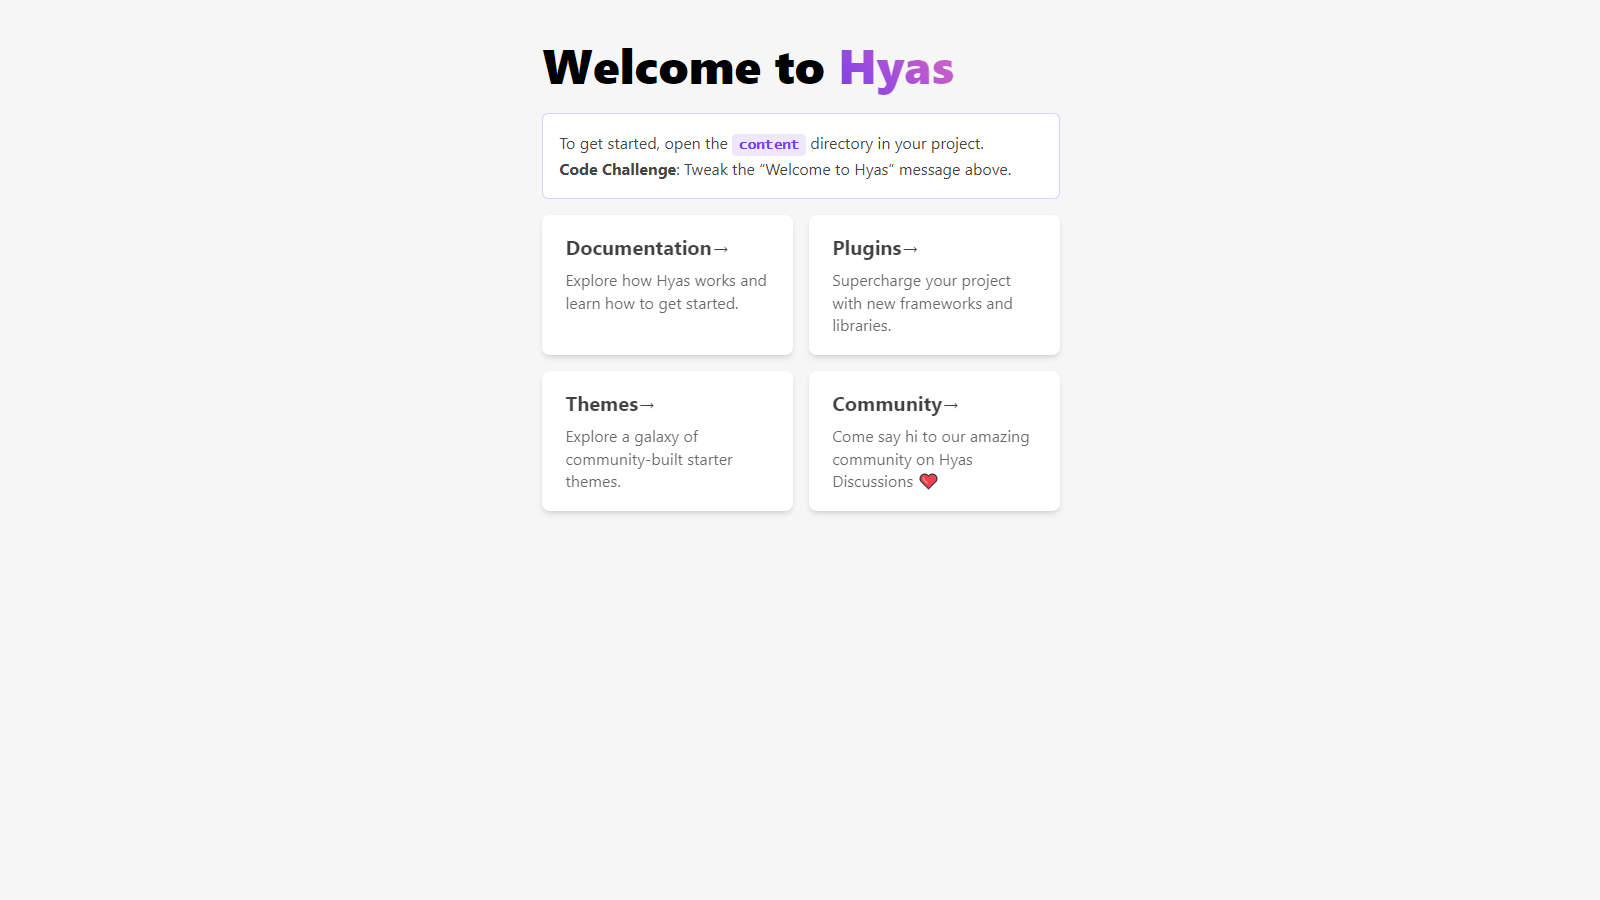 Welcome to Hyas
To get started, open the content directory in your project.
Code Challenge: Tweak the “Welcome to Hyas” message above.
Documentation→
Explore how Hyas works and
learn how to get started.
Plugins→
Supercharge your project
with new frameworks and
libraries.
Themes→
Explore a galaxy of
community-built starter
themes.
Community→
Come say hi to our amazing
community on Hyas
Discussions ❤️